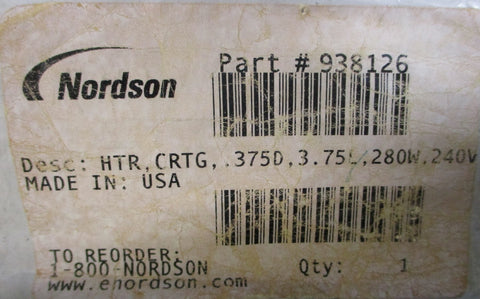 Part # 938126
Nordson
Desc: HTR,CRTG,.375D,3.75L,280W,240V
MADE IN: USA
TO REORDER:
1-800-NORDSON
Qty: 1
www.enordson.com